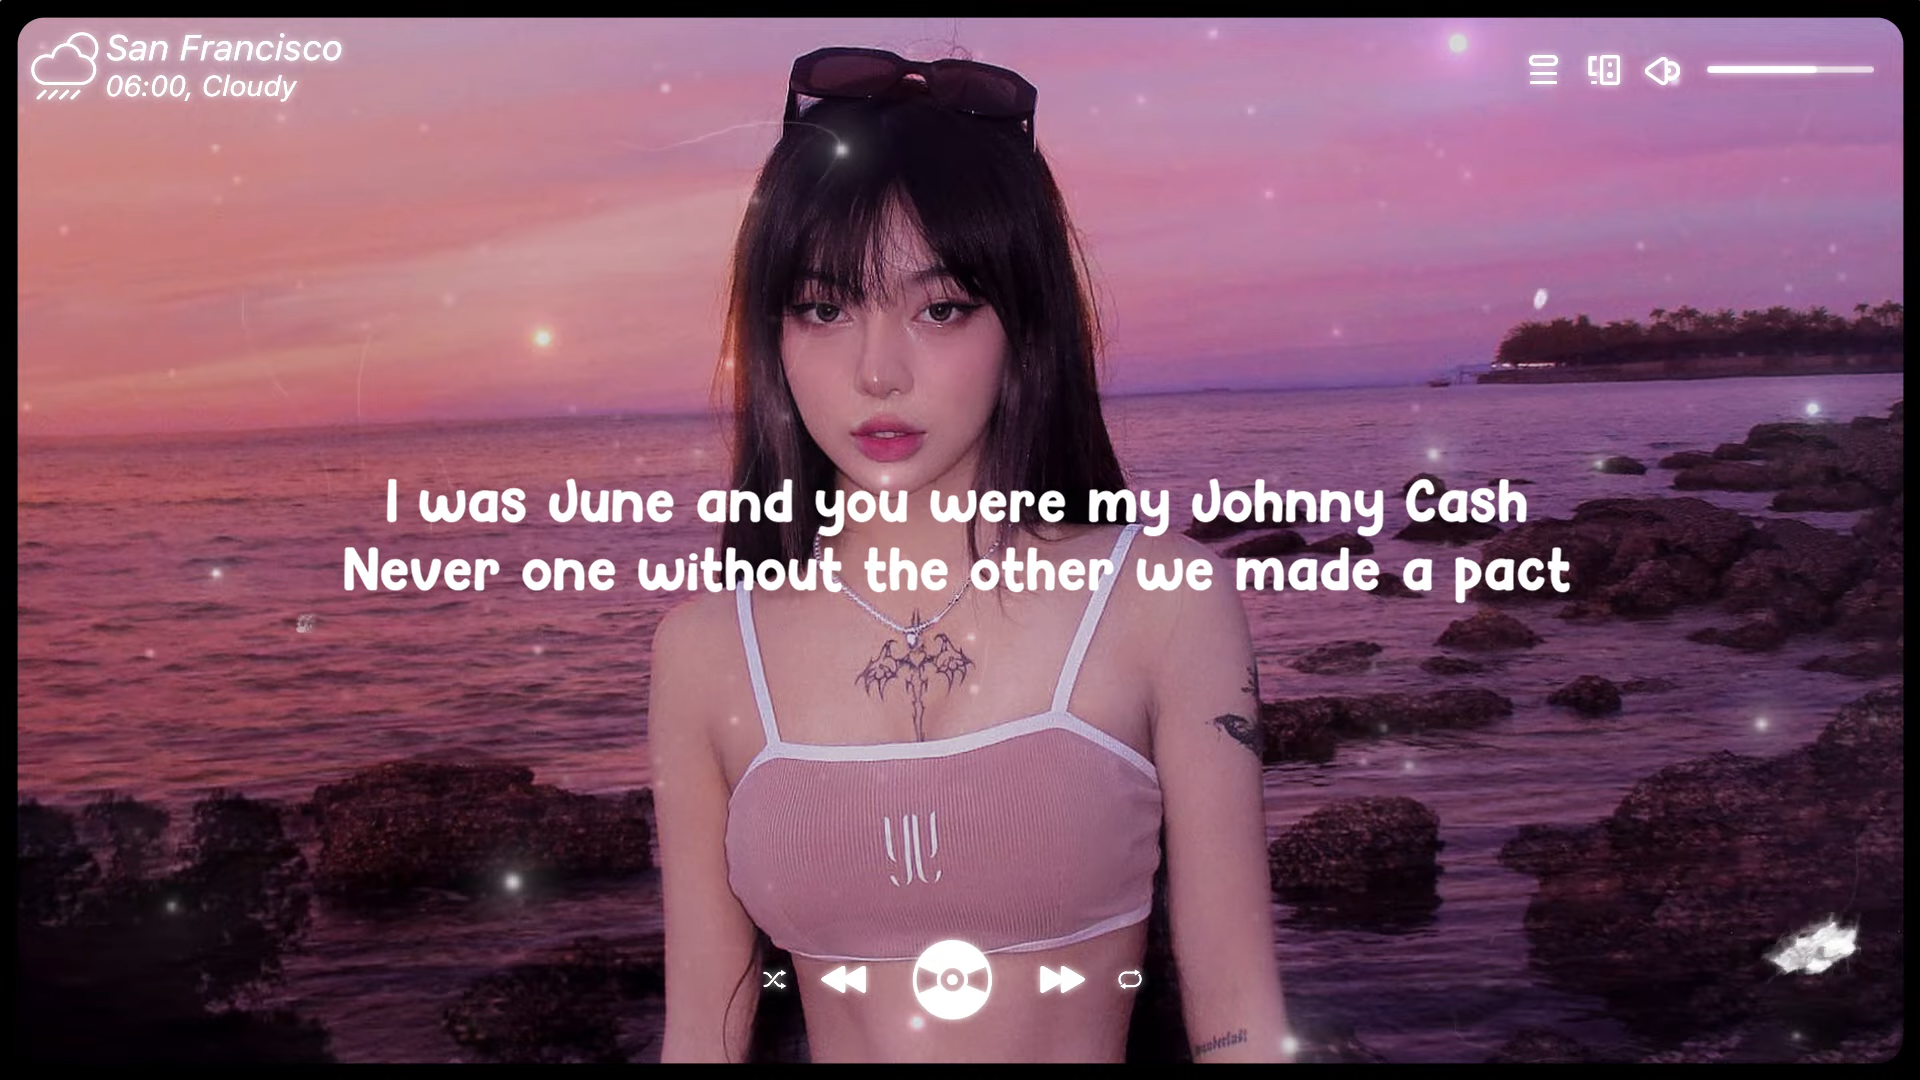 San Francisco
06:00, Cloudy
I was June and you were my Johnny Cash
Never one without the other we made a pact